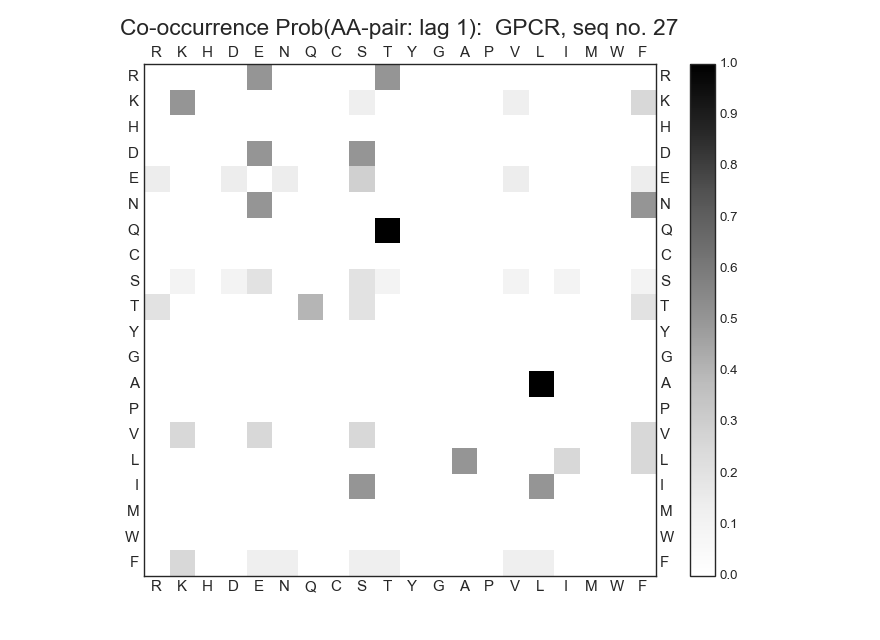 Co-occurrence Prob(AA-pair: lag 1):  GPCR, seq no. 27
R K H D E N Q C S T Y G A P V L I M W F
R R 1.0
K K 0.9
H H
D D 0.8
E E
N N 0.7
Q Q
C C 0.6
S S
T T 0.5
Y Y
G G 0.4
A A
P P 0.3
V V
L L 0.2
I I
M M 0.1
W W
F F 0.0
R K H D E N Q C S T Y G A P V L I M W F